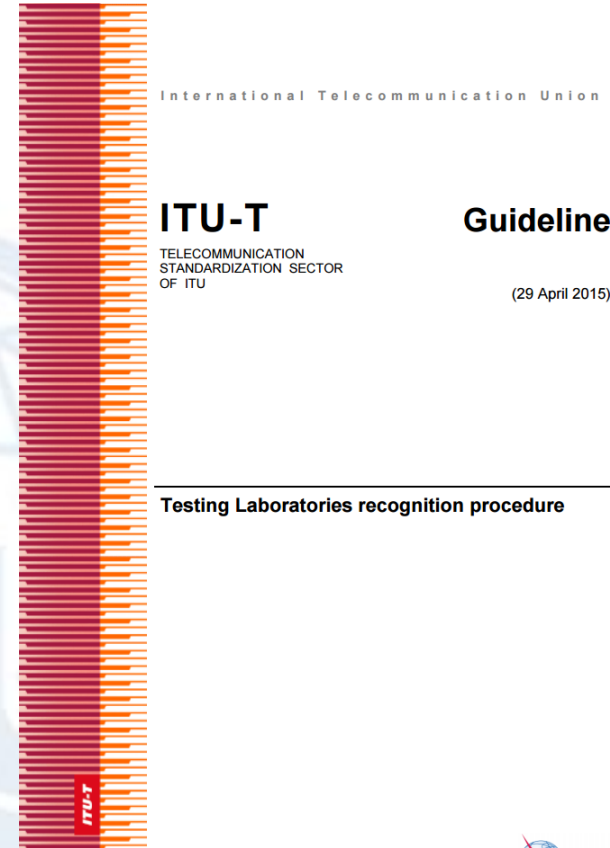 International Telecommunication Union
ITU-T
Guideline
TELECOMMUNICATION
STANDARDIZATION SECTOR
OF ITU
(29 April 2015)
Testing Laboratories recognition procedure
ITU-T